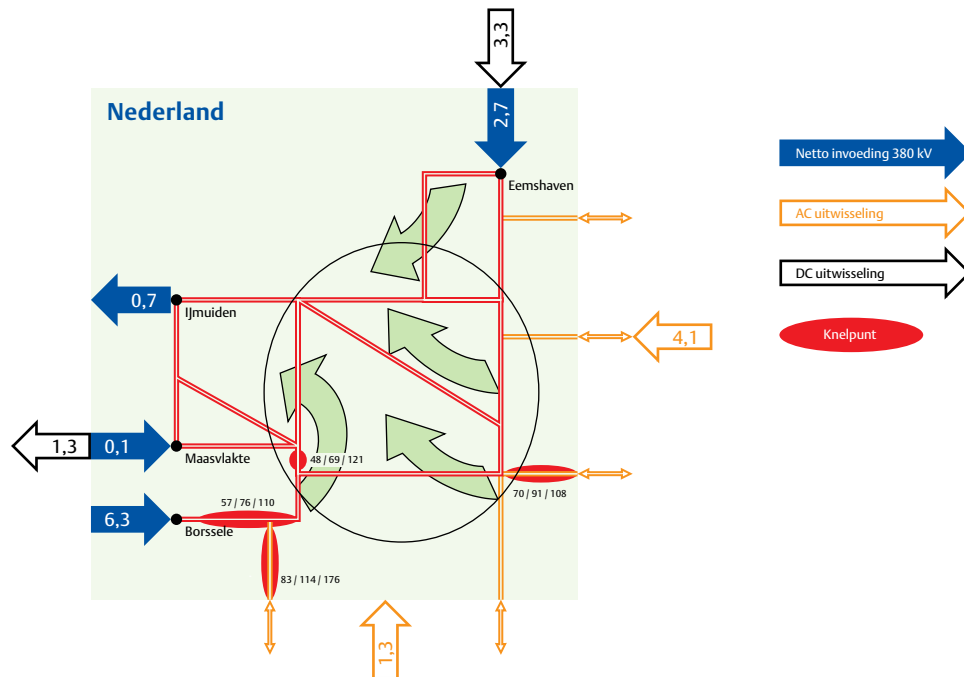 3,3
Nederland
2,7
Netto invoeding 380 kV
Eemshaven
AC uitwisseling
DC uitwisseling
0,7
IJmuiden
4,1
Knelpunt
1,3
0,1
Maasvlakte
48 / 69 / 121
70 / 91 / 108
57 / 76 / 110
6,3
Borssele
83 / 114 / 176
1,3